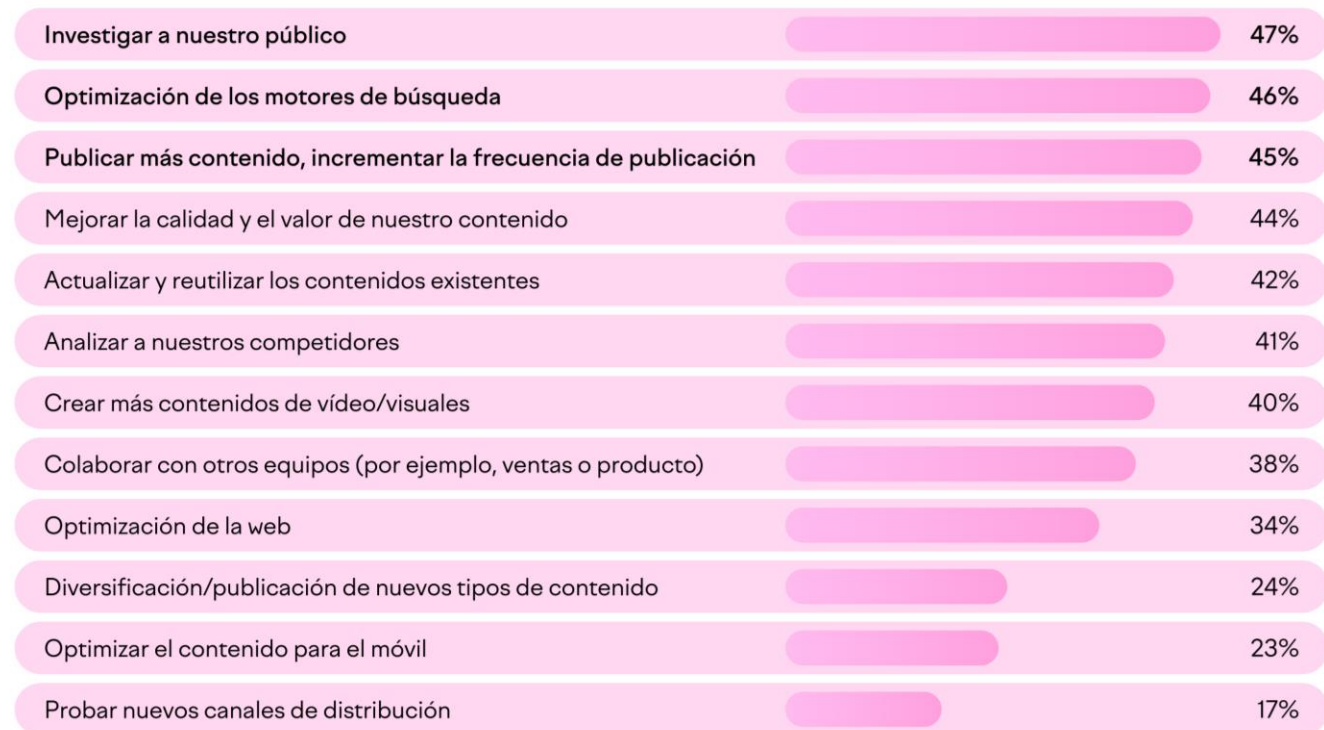 Investigar a nuestro público 47%
Optimización de los motores de búsqueda 46%
Publicar más contenido, incrementar la frecuencia de publicación 45%
Mejorar la calidad y el valor de nuestro contenido 44%
Actualizar y reutilizar los contenidos existentes 42%
Analizar a nuestros competidores 41%
Crear más contenidos de vídeo/visuales 40%
Colaborar con otros equipos (por ejemplo, ventas o producto) 38%
Optimización de la web 34%
Diversificación/publicación de nuevos tipos de contenido 24%
Optimizar el contenido para el móvil 23%
Probar nuevos canales de distribución 17%